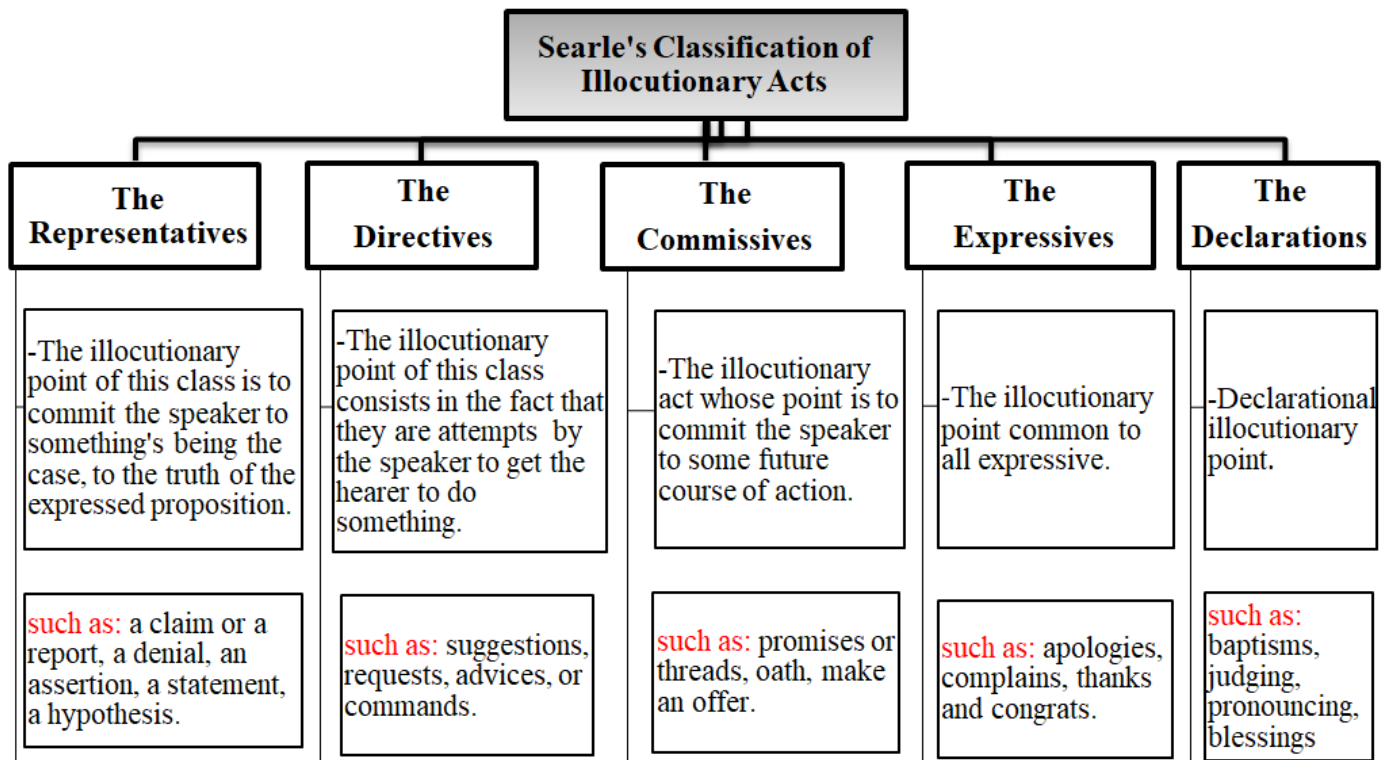 Searle's Classification of
Illocutionary Acts
The
Representatives
The
Directives
The
Commissives
The
Expressives
The
Declarations
-The illocutionary
point of this class is to
commit the speaker to
something's being the
case, to the truth of the
expressed proposition.
-The illocutionary
point of this class
consists in the fact that
they are attempts by
the speaker to get the
hearer to do
something.
-The illocutionary
act whose point is to
commit the speaker
to some future
course of action.
-The illocutionary
point common to
all expressive.
-Declarational
illocutionary
point.
such as: a claim or a
report, a denial, an
assertion, a statement,
a hypothesis.
such as: suggestions,
requests, advices, or
commands.
such as: promises or
threads, oath, make
an offer.
such as: apologies,
complains, thanks
and congrats.
such as:
baptisms,
judging,
pronouncing,
blessings